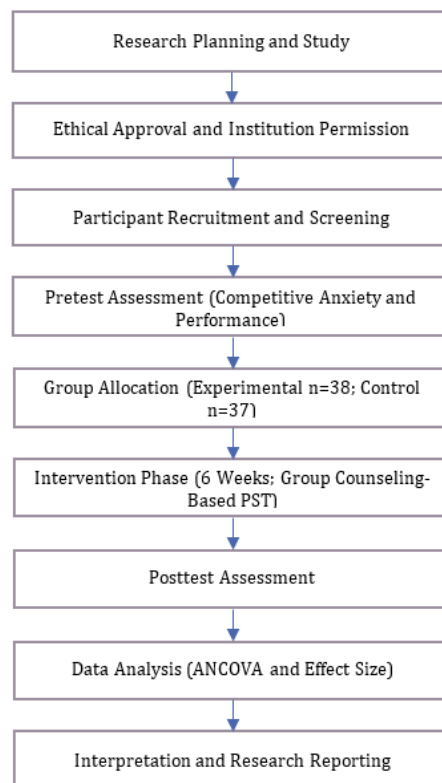 Research Planning and Study
Ethical Approval and Institution Permission
Participant Recruitment and Screening
Pretest Assessment (Competitive Anxiety and
Performance)
Group Allocation (Experimental n=38; Control
n=37)
Intervention Phase (6 Weeks; Group Counseling-
Based PST)
Posttest Assessment
Data Analysis (ANCOVA and Effect Size)
Interpretation and Research Reporting